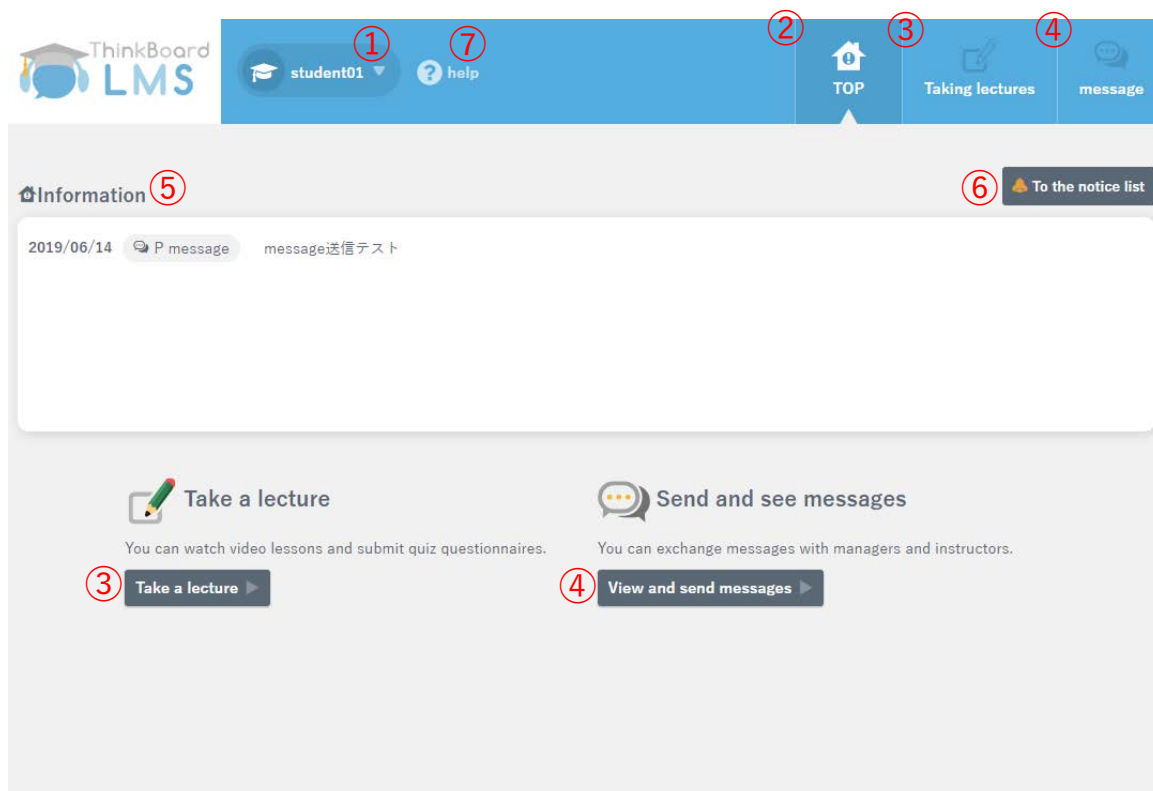 ThinkBoard
LMS
① student01 ▼ ⑦ ? help
② TOP
③ Taking lectures
④ message
Information ⑤
⑥ To the notice list
2019/06/14 P message message送信テスト
Take a lecture
You can watch video lessons and submit quiz questionnaires.
③ Take a lecture ▶
Send and see messages
You can exchange messages with managers and instructors.
④ View and send messages ▶